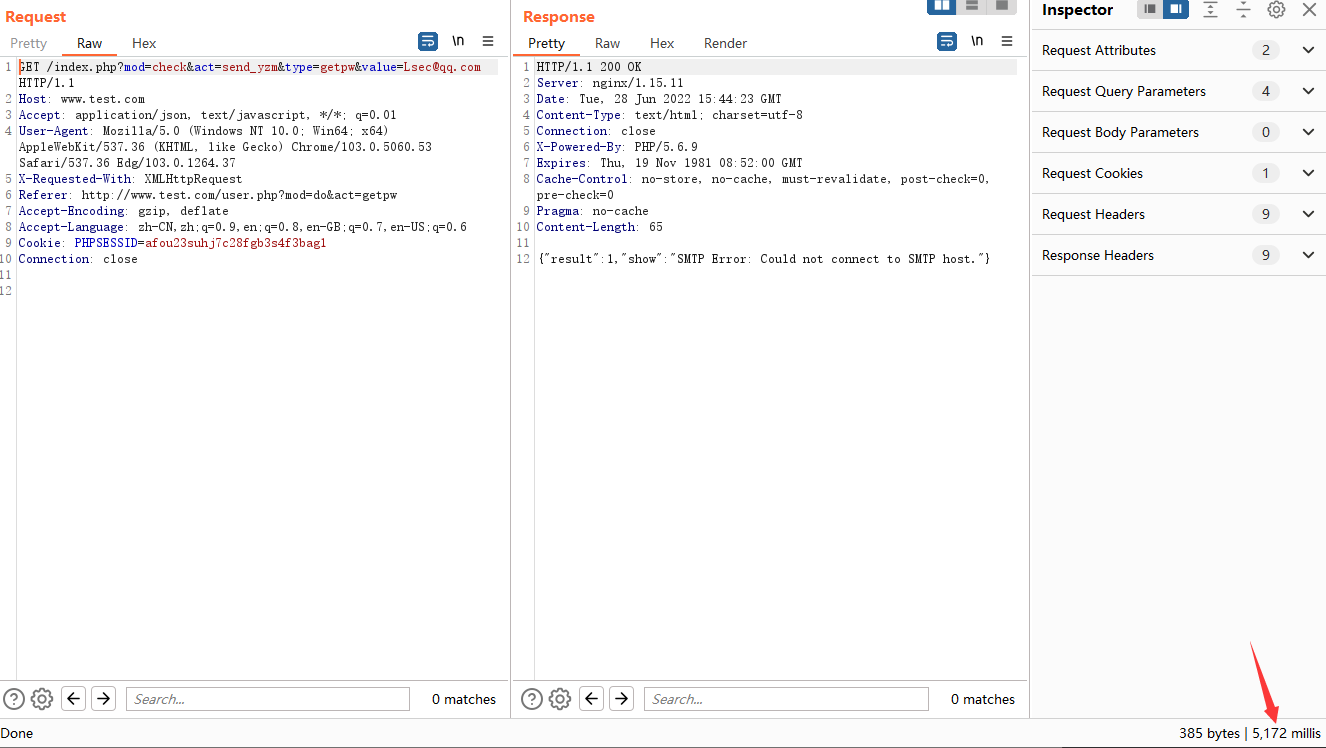 Request
Pretty Raw Hex \n
1 GET /index.php?mod=check&act=send_yzm&type=getpw&value=Lsec@qq.com
HTTP/1.1
2 Host: www.test.com
3 Accept: application/json, text/javascript, */*; q=0.01
4 User-Agent: Mozilla/5.0 (Windows NT 10.0; Win64; x64)
AppleWebKit/537.36 (KHTML, like Gecko) Chrome/103.0.5060.53
Safari/537.36 Edg/103.0.1264.37
5 X-Requested-With: XMLHttpRequest
6 Referer: http://www.test.com/user.php?mod=do&act=getpw
7 Accept-Encoding: gzip, deflate
8 Accept-Language: zh-CN,zh;q=0.9,en;q=0.8,en-GB;q=0.7,en-US;q=0.6
9 Cookie: PHPSESSID=afou23suhj7c28fgb3s4f3bag1
10 Connection: close
11
12
Search...
0 matches
Response
Pretty Raw Hex Render \n
1 HTTP/1.1 200 OK
2 Server: nginx/1.15.11
3 Date: Tue, 28 Jun 2022 15:44:23 GMT
4 Content-Type: text/html; charset=utf-8
5 Connection: close
6 X-Powered-By: PHP/5.6.9
7 Expires: Thu, 19 Nov 1981 08:52:00 GMT
8 Cache-Control: no-store, no-cache, must-revalidate, post-check=0,
pre-check=0
9 Pragma: no-cache
10 Content-Length: 65
11
12 {"result":1,"show":"SMTP Error: Could not connect to SMTP host."}
Search...
0 matches
Inspector
Request Attributes 2
Request Query Parameters 4
Request Body Parameters 0
Request Cookies 1
Request Headers 9
Response Headers 9
Done
385 bytes | 5,172 millis